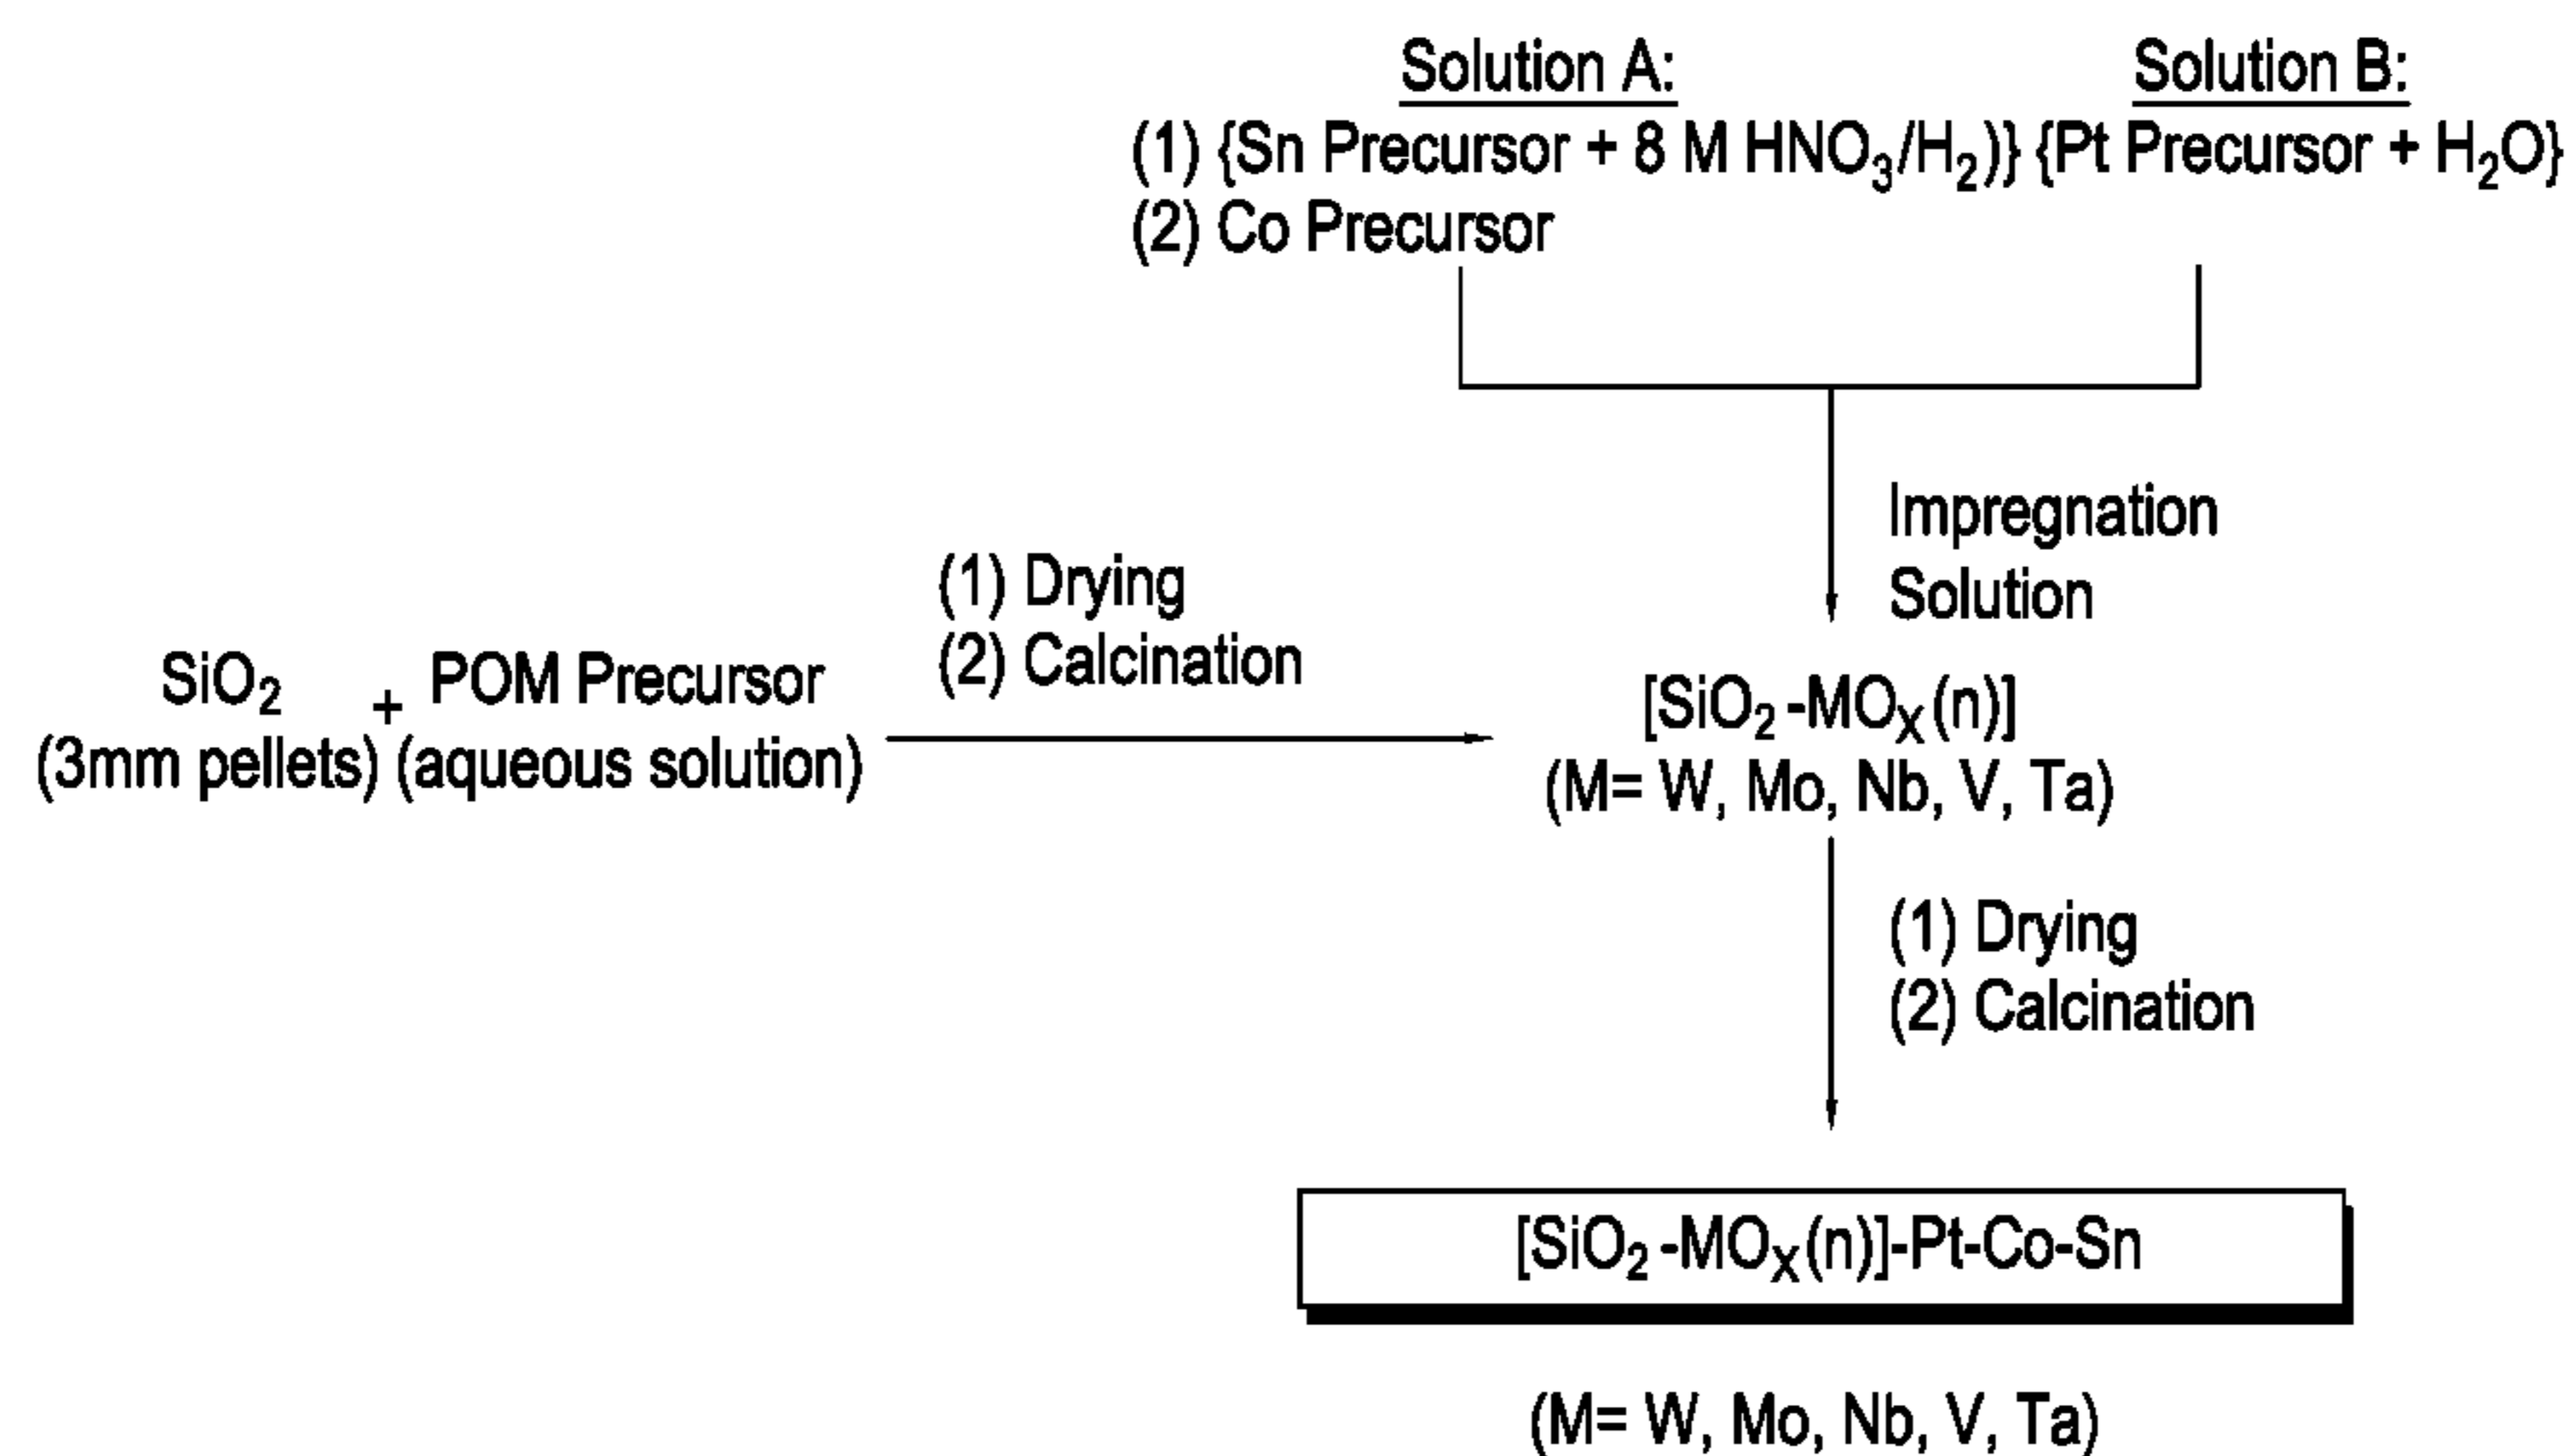 Solution A:
Solution B:
(1) {Sn Precursor + 8 M HNO₃/H₂)} {Pt Precursor + H₂O}
(2) Co Precursor
Impregnation
Solution
(1) Drying
(2) Calcination
SiO₂ + POM Precursor
(3mm pellets) (aqueous solution)
[SiO₂-MOₓ(n)]
(M= W, Mo, Nb, V, Ta)
(1) Drying
(2) Calcination
[SiO₂-MOₓ(n)]-Pt-Co-Sn
(M= W, Mo, Nb, V, Ta)